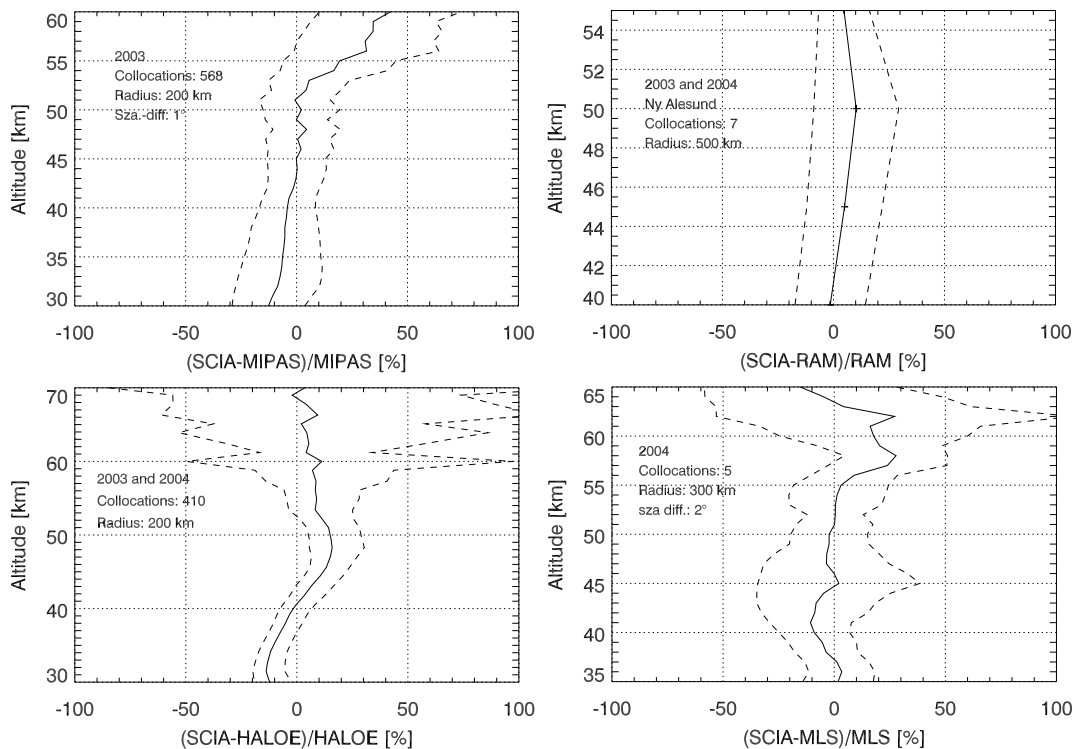 60
55
50
45
40
35
30
Altitude [km]
2003
Collocations: 568
Radius: 200 km
Sza.-diff: 1°
-100 -50 0 50 100
(SCIA-MIPAS)/MIPAS [%]
54
52
50
48
46
44
42
40
Altitude [km]
2003 and 2004
Ny Alesund
Collocations: 7
Radius: 500 km
-100 -50 0 50 100
(SCIA-RAM)/RAM [%]
70
60
50
40
30
Altitude [km]
2003 and 2004
Collocations: 410
Radius: 200 km
-100 -50 0 50 100
(SCIA-HALOE)/HALOE [%]
65
60
55
50
45
40
35
Altitude [km]
2004
Collocations: 5
Radius: 300 km
sza diff.: 2°
-100 -50 0 50 100
(SCIA-MLS)/MLS [%]